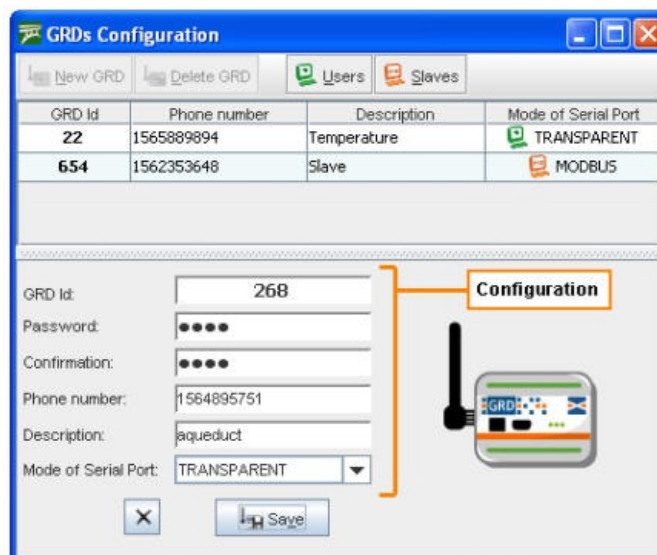 GRDs Configuration
New GRD Delete GRD Users Slaves
GRD Id Phone number Description Mode of Serial Port
22 1565889894 Temperature TRANSPARENT
654 1562353648 Slave MODBUS
GRD Id: 268
Configuration
Password: ●●●●
Confirmation: ●●●●
Phone number: 1564895751
GRD
Description: aqueduct
Mode of Serial Port: TRANSPARENT
Save